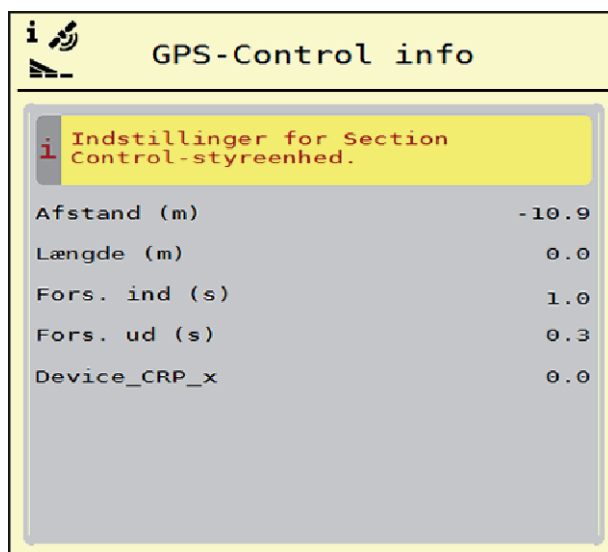 i
GPS-Control info
i
Indstillinger for Section
Control-styreenhed.
Afstand (m) -10.9
Længde (m) 0.0
Fors. ind (s) 1.0
Fors. ud (s) 0.3
Device_CRP_x 0.0